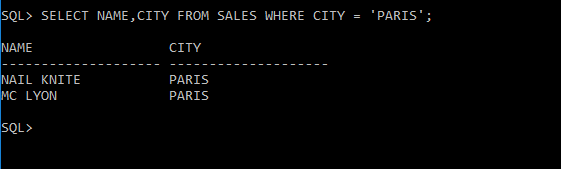 SQL> SELECT NAME,CITY FROM SALES WHERE CITY = 'PARIS';
NAME                 CITY
-------------------- --------------------
NAIL KNITE           PARIS
MC LYON              PARIS
SQL>